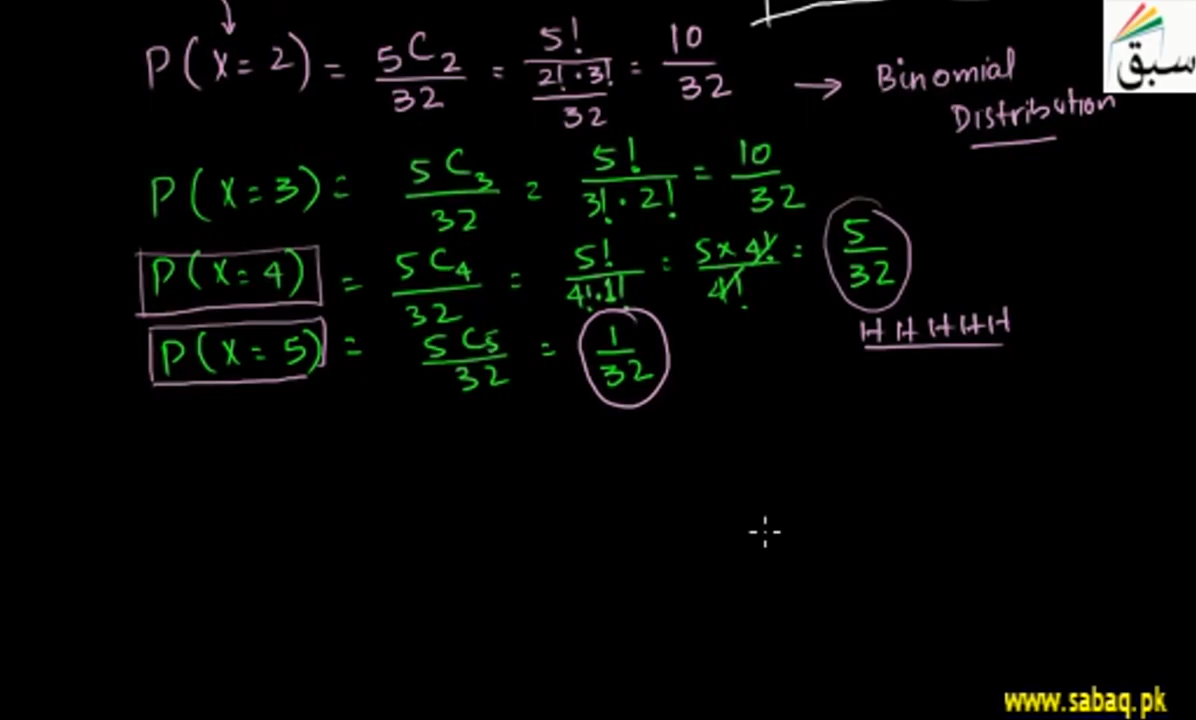 P(X=2) = 5C2/32 = 5!/2!·3!/32 = 10/32 → Binomial
Distribution
سبق
P(X=3) = 5C3/32 = 5!/3!·2! = 10/32
P(X=4) = 5C4/32 = 5!/4!·1! = 5×4!/4! = 5/32
HHHHH
P(X=5) = 5C5/32 = 1/32
www.sabaq.pk